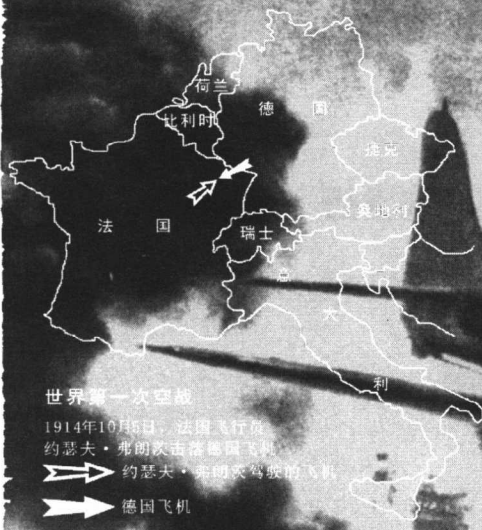 荷兰
比利时
德 国
捷克
奥地利
法 国
瑞士
意
大
利
世界第一次空战
1914年10月5日，法国飞行员
约瑟夫·弗朗茨击落德国飞机
约瑟夫·弗朗茨驾驶的飞机
德国飞机